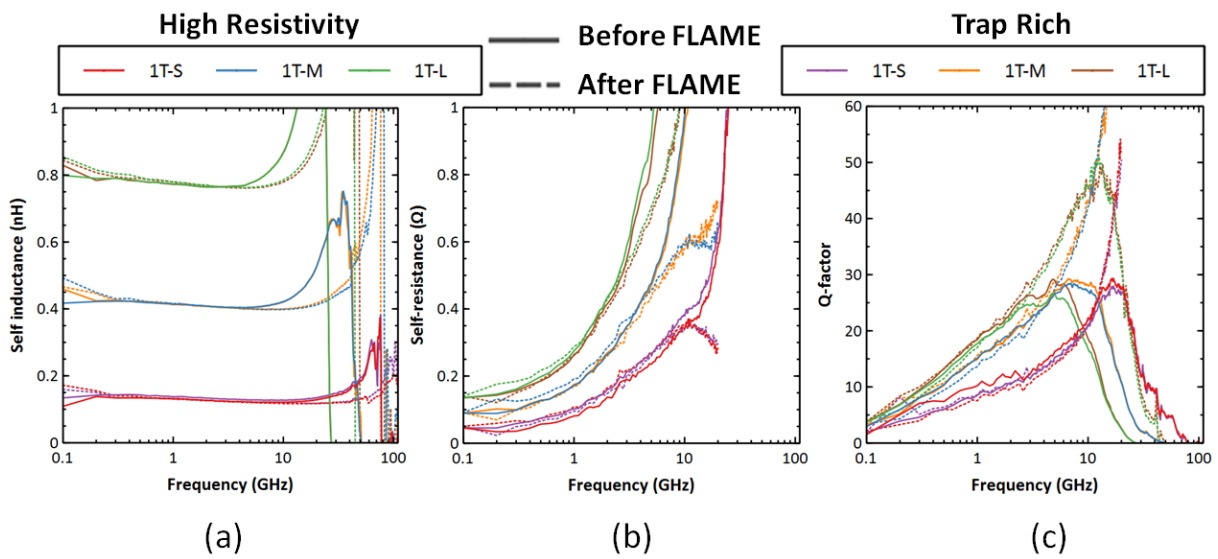 High Resistivity
Before FLAME
After FLAME
Trap Rich
1T-S 1T-M 1T-L
1T-S 1T-M 1T-L
Self inductance (nH)
1
0.8
0.6
0.4
0.2
0
0.1 1 10 100
Frequency (GHz)
(a)
Self-resistance (Ω)
1
0.8
0.6
0.4
0.2
0
0.1 1 10 100
Frequency (GHz)
(b)
Q-factor
60
50
40
30
20
10
0
0.1 1 10 100
Frequency (GHz)
(c)